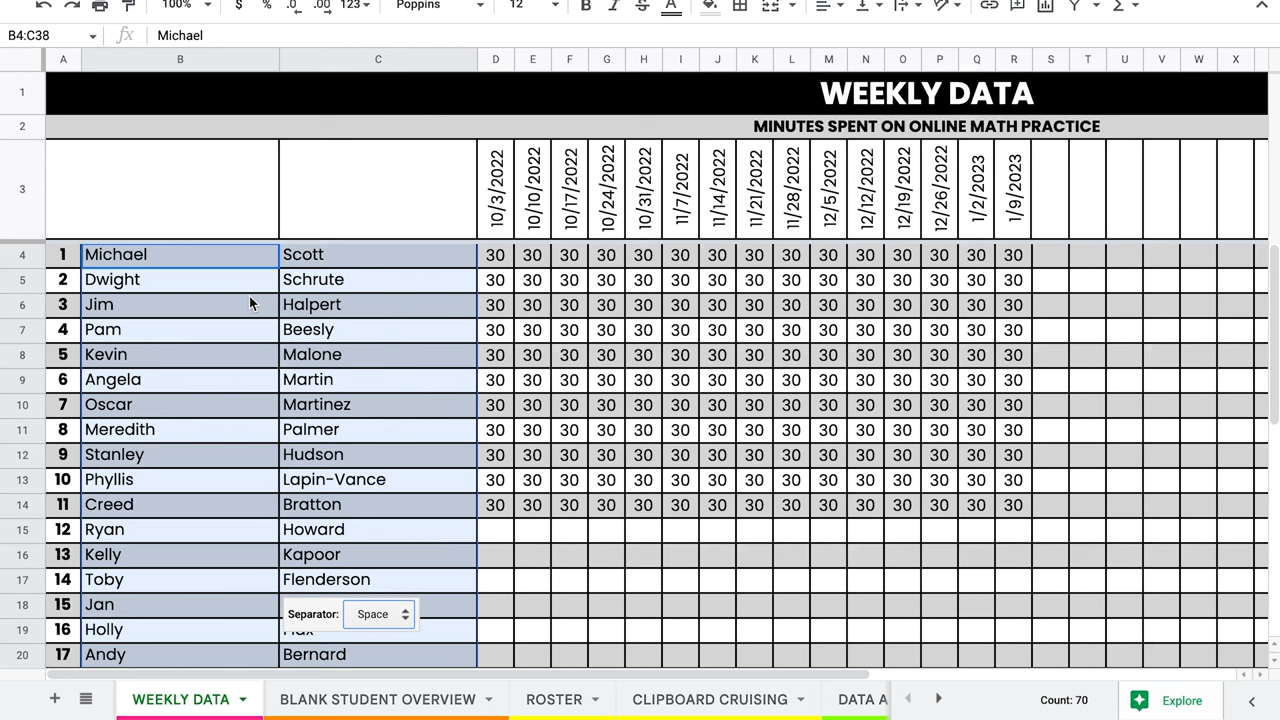 100% $ % .0 .00 123 Poppins 12 B I S A
B4:C38 fx Michael
A B C D E F G H I J K L M N O P Q R S T U V W X
1 WEEKLY DATA
2 MINUTES SPENT ON ONLINE MATH PRACTICE
3 10/3/2022 10/10/2022 10/17/2022 10/24/2022 10/31/2022 11/7/2022 11/14/2022 11/21/2022 11/28/2022 12/5/2022 12/12/2022 12/19/2022 12/26/2022 1/2/2023 1/9/2023
4 1 Michael Scott 30 30 30 30 30 30 30 30 30 30 30 30 30 30 30
5 2 Dwight Schrute 30 30 30 30 30 30 30 30 30 30 30 30 30 30 30
6 3 Jim Halpert 30 30 30 30 30 30 30 30 30 30 30 30 30 30 30
7 4 Pam Beesly 30 30 30 30 30 30 30 30 30 30 30 30 30 30 30
8 5 Kevin Malone 30 30 30 30 30 30 30 30 30 30 30 30 30 30 30
9 6 Angela Martin 30 30 30 30 30 30 30 30 30 30 30 30 30 30 30
10 7 Oscar Martinez 30 30 30 30 30 30 30 30 30 30 30 30 30 30 30
11 8 Meredith Palmer 30 30 30 30 30 30 30 30 30 30 30 30 30 30 30
12 9 Stanley Hudson 30 30 30 30 30 30 30 30 30 30 30 30 30 30 30
13 10 Phyllis Lapin-Vance 30 30 30 30 30 30 30 30 30 30 30 30 30 30 30
14 11 Creed Bratton 30 30 30 30 30 30 30 30 30 30 30 30 30 30 30
15 12 Ryan Howard
16 13 Kelly Kapoor
17 14 Toby Flenderson
18 15 Jan
Separator: Space
19 16 Holly
20 17 Andy Bernard
WEEKLY DATA BLANK STUDENT OVERVIEW ROSTER CLIPBOARD CRUISING DATA A Count: 70 Explore